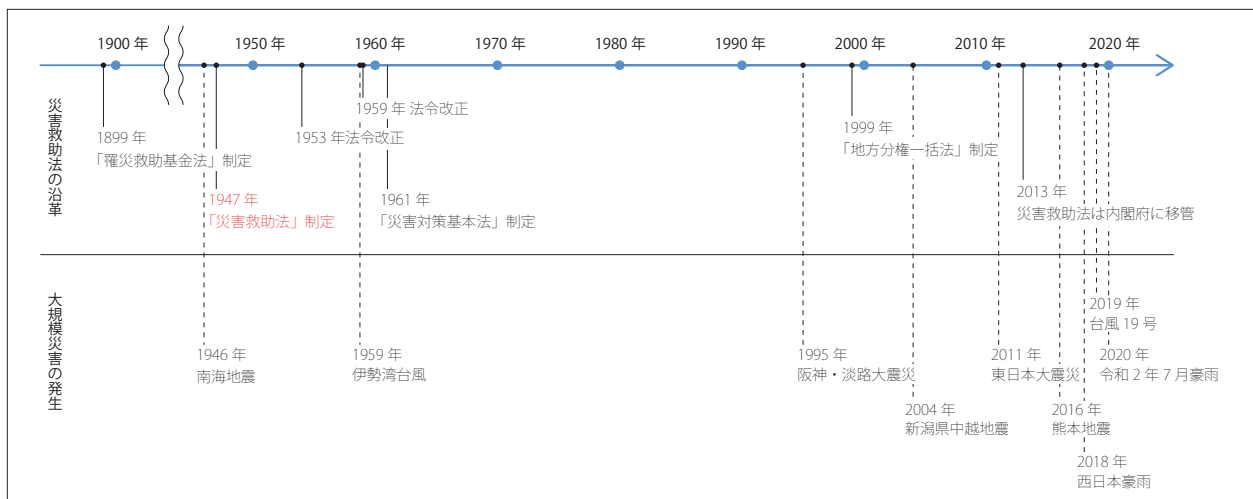 1900 年
1950 年
1960 年
1970 年
1980 年
1990 年
2000 年
2010 年
2020 年
災害救助法の沿革
1899 年
「罹災救助基金法」制定
1947 年
「災害救助法」制定
1953 年法令改正
1959 年 法令改正
1961 年
「災害対策基本法」制定
1999 年
「地方分権一括法」制定
2013 年
災害救助法は内閣府に移管
大規模災害の発生
1946 年
南海地震
1959 年
伊勢湾台風
1995 年
阪神・淡路大震災
2004 年
新潟県中越地震
2011 年
東日本大震災
2016 年
熊本地震
2018 年
西日本豪雨
2019 年
台風 19 号
2020 年
令和 2 年 7 月豪雨